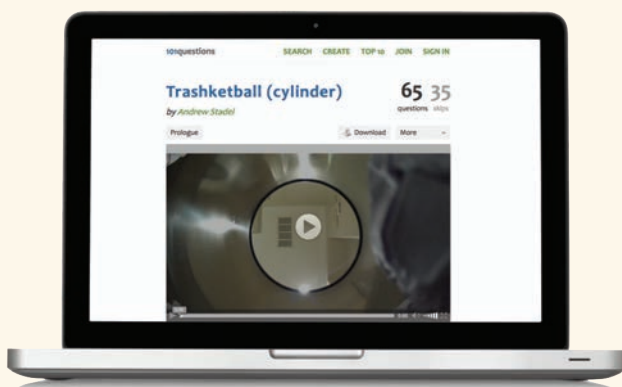 101questions
SEARCH CREATE TOP 10 JOIN SIGN IN
Trashketball (cylinder)
65 35
questions skips
by Andrew Stadel
Prologue
Download More